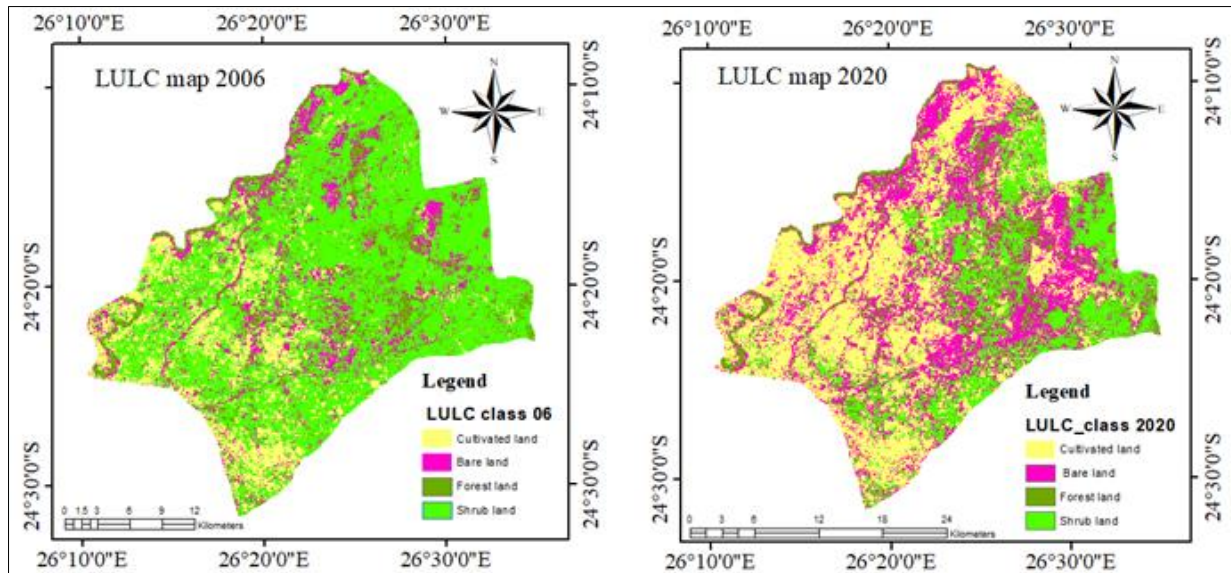 26°10'0"E 26°20'0"E 26°30'0"E
LULC map 2006
N
W E
S
24°10'0"S
24°20'0"S
24°20'0"S
24°30'0"S
24°30'0"S
Legend
LULC class 06
Cultivated land
Bare land
Forest land
Shrub land
0 1.5 3 6 9 12
Kilometers
26°10'0"E 26°20'0"E 26°30'0"E
26°10'0"E 26°20'0"E 26°30'0"E
LULC map 2020
N
W E
S
24°10'0"S
24°20'0"S
24°20'0"S
24°30'0"S
24°30'0"S
Legend
LULC_class 2020
Cultivated land
Bare land
Forest land
Shrub land
0 3 6 12 18 24
Kilometers
26°10'0"E 26°20'0"E 26°30'0"E